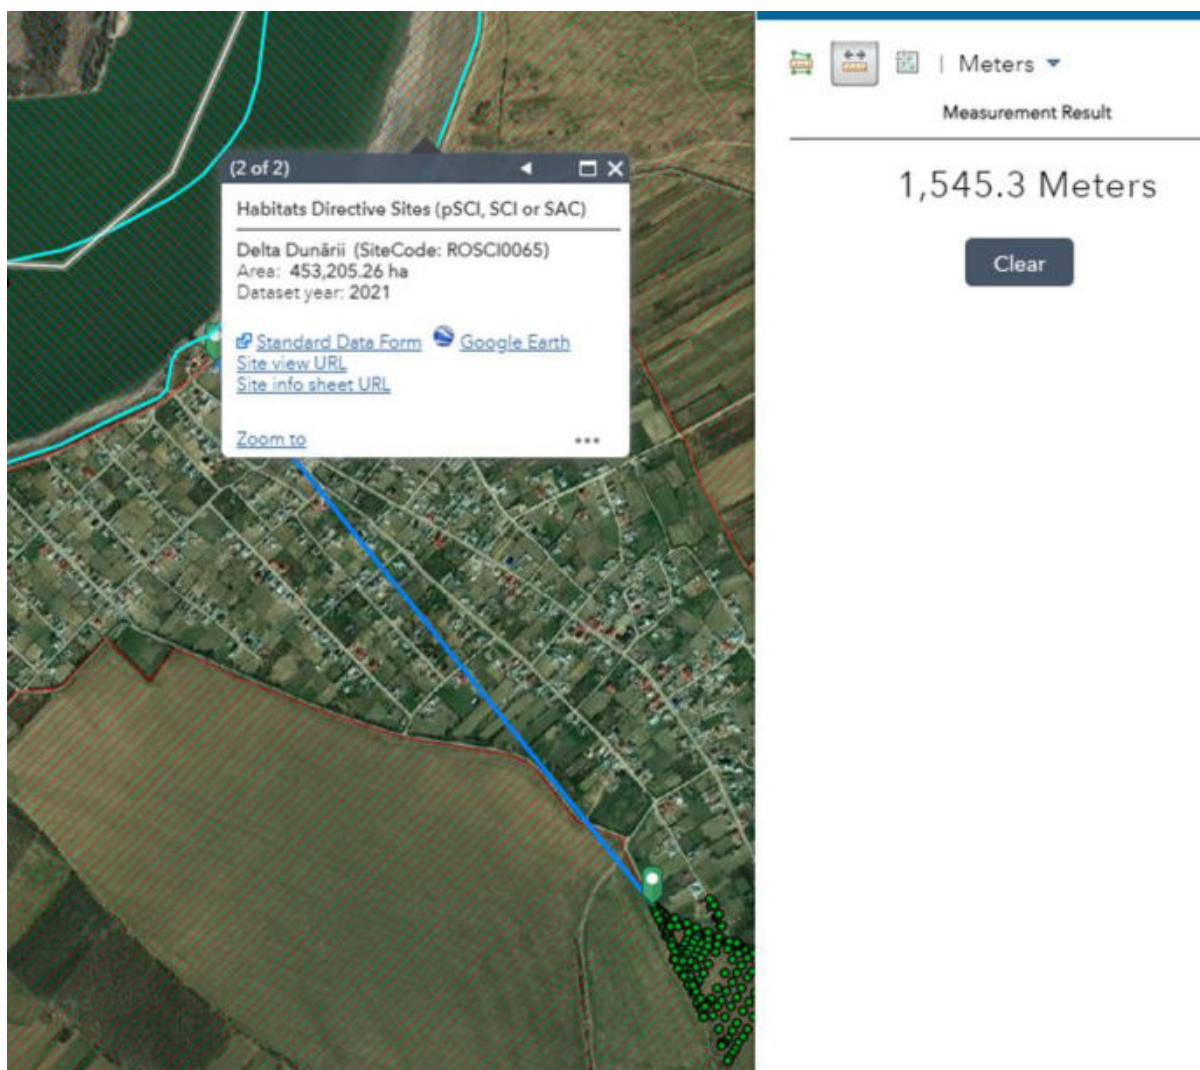 (2 of 2)
Habitats Directive Sites (pSCI, SCI or SAC)
Delta Dunării (SiteCode: ROSCI0065)
Area: 453,205.26 ha
Dataset year: 2021
Standard Data Form Google Earth
Site view URL
Site info sheet URL
Zoom to
| Meters
Measurement Result
1,545.3 Meters
Clear